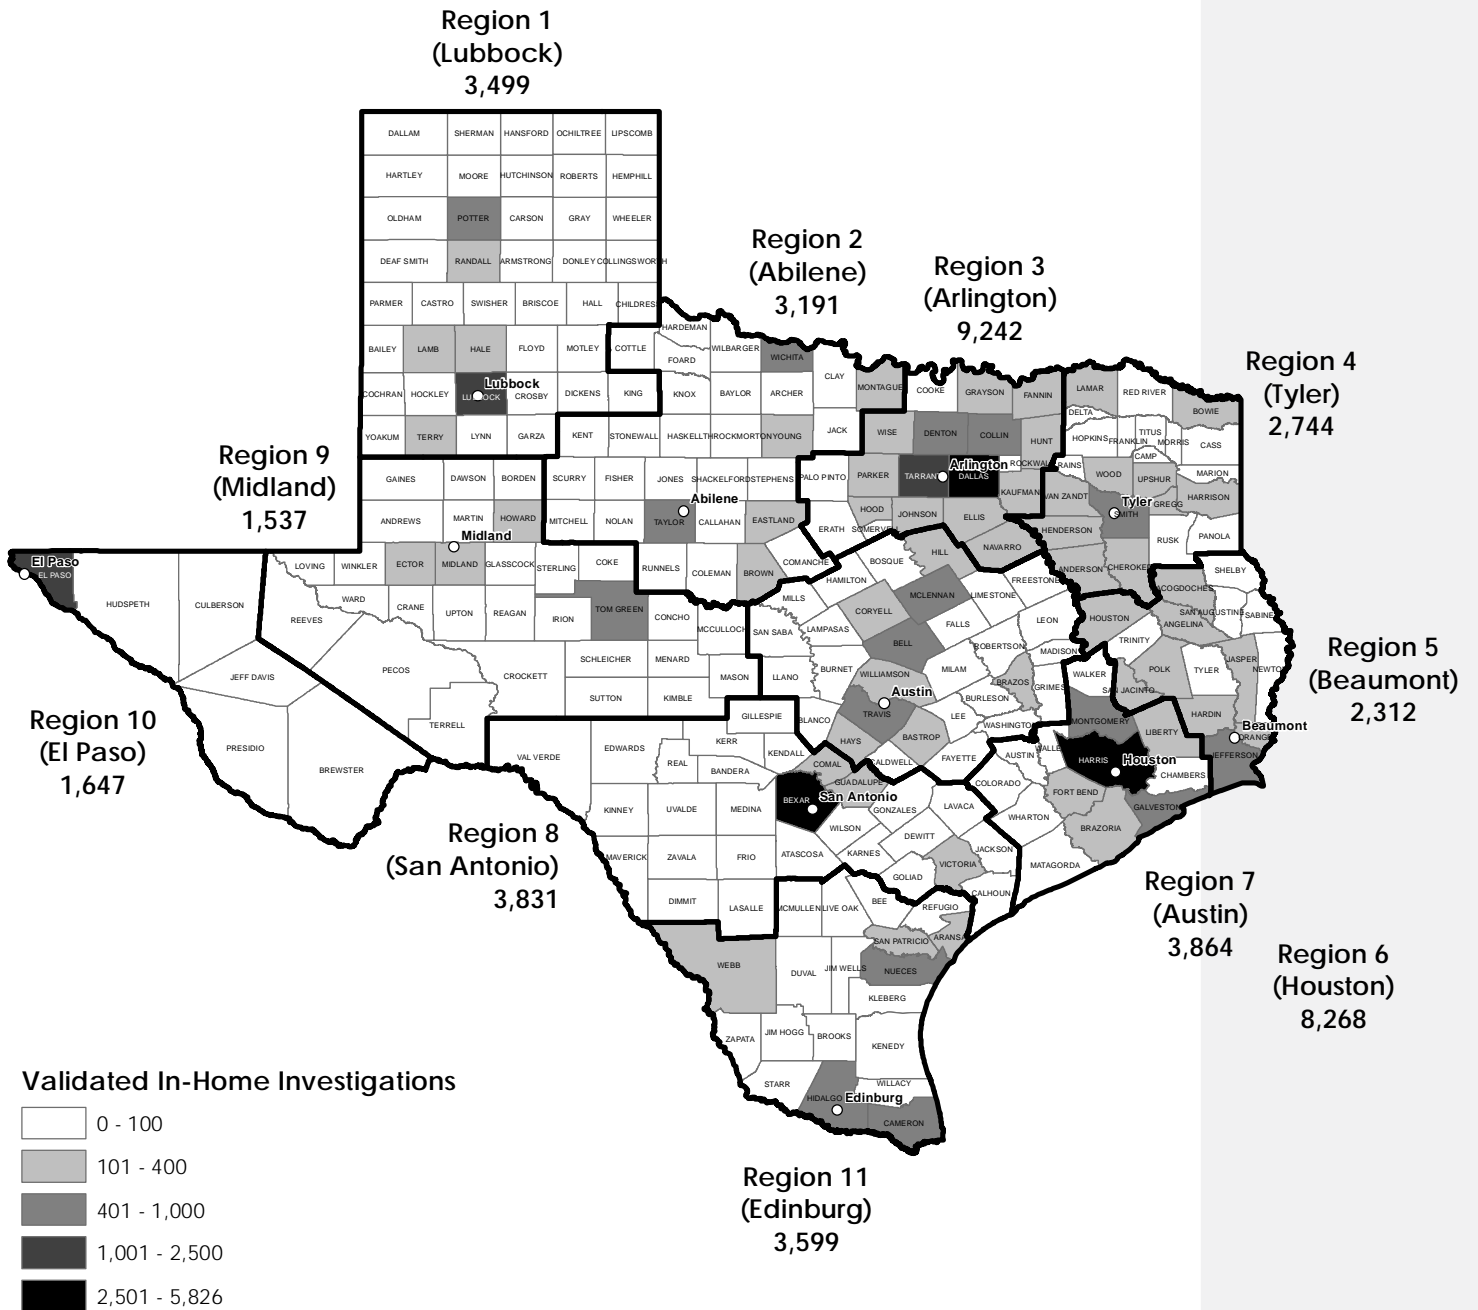 Region 1
(Lubbock)
3,499
Region 2
(Abilene)
3,191
Region 3
(Arlington)
9,242
Region 4
(Tyler)
2,744
Region 9
(Midland)
1,537
Region 5
(Beaumont)
2,312
Region 10
(El Paso)
1,647
Region 8
(San Antonio)
3,831
Region 7
(Austin)
3,864
Region 6
(Houston)
8,268
Region 11
(Edinburg)
3,599
DALLAM SHERMAN HANSFORD OCHILTREE LIPSCOMB
HARTLEY MOORE HUTCHINSON ROBERTS HEMPHILL
OLDHAM POTTER CARSON GRAY WHEELER
DEAF SMITH RANDALL ARMSTRONG DONLEY COLLINGSWORTH
PARMER CASTRO SWISHER BRISCOE HALL CHILDRESS
HARDEMAN
BAILEY LAMB HALE FLOYD MOTLEY COTTLE FOARD WILBARGER WICHITA
CLAY MONTAGUE COOKE GRAYSON FANNIN LAMAR RED RIVER BOWIE
Lubbock
COCHRAN HOCKLEY LUBBOCK CROSBY DICKENS KING KNOX BAYLOR ARCHER
DELTA
YOAKUM TERRY LYNN GARZA KENT STONEWALL HASKELL THROCKMORTON YOUNG JACK WISE DENTON COLLIN HUNT HOPKINS FRANKLIN TITUS MORRIS CASS
CAMP
GAINES DAWSON BORDEN SCURRY FISHER JONES SHACKELFORD STEPHENS PALO PINTO PARKER TARRANT Arlington DALLAS ROCKWALL RAINS WOOD UPSHUR MARION
KAUFMAN VAN ZANDT HARRISON
ANDREWS MARTIN HOWARD MITCHELL NOLAN TAYLOR Abilene CALLAHAN EASTLAND ERATH HOOD SOMERVELL JOHNSON ELLIS HENDERSON Tyler SMITH GREGG RUSK PANOLA
Midland
El Paso
EL PASO HUDSPETH CULBERSON LOVING WINKLER ECTOR MIDLAND GLASSCOCK STERLING COKE RUNNELS COLEMAN BROWN COMANCHE HAMILTON BOSQUE HILL NAVARRO ANDERSON CHEROKEE SHELBY
REEVES WARD CRANE UPTON REAGAN IRION TOM GREEN CONCHO MCCULLOCH MILLS CORYELL MCLENNAN LIMESTONE FREESTONE NACOGDOCHES SAN AUGUSTINE SABINE
SAN SABA LAMPASAS BELL FALLS LEON HOUSTON TRINITY ANGELINA
JEFF DAVIS PECOS CROCKETT SCHLEICHER MENARD MASON LLANO BURNET WILLIAMSON MILAM ROBERTSON MADISON WALKER POLK TYLER JASPER NEWTON
SUTTON KIMBLE BRAZOS GRIMES SAN JACINTO
PRESIDIO BREWSTER TERRELL GILLESPIE BLANCO Austin TRAVIS LEE BURLESON WASHINGTON MONTGOMERY LIBERTY HARDIN Beaumont ORANGE
VAL VERDE EDWARDS KERR KENDALL HAYS BASTROP FAYETTE AUSTIN WALLER HARRIS Houston JEFFERSON
REAL BANDERA COMAL CALDWELL GUADALUPE COLORADO FORT BEND CHAMBERS
KINNEY UVALDE MEDINA BEXAR San Antonio GONZALES LAVACA WHARTON BRAZORIA GALVESTON
WILSON DEWITT
MAVERICK ZAVALA FRIO ATASCOSA KARNES VICTORIA JACKSON MATAGORDA
GOLIAD CALHOUN
DIMMIT LASALLE MCMULLEN LIVE OAK BEE REFUGIO
WEBB DUVAL JIM WELLS SAN PATRICIO ARANSAS
NUECES
KLEBERG
ZAPATA JIM HOGG BROOKS KENEDY
STARR WILLACY
HIDALGO Edinburg
CAMERON
Validated In-Home Investigations
0 - 100
101 - 400
401 - 1,000
1,001 - 2,500
2,501 - 5,826